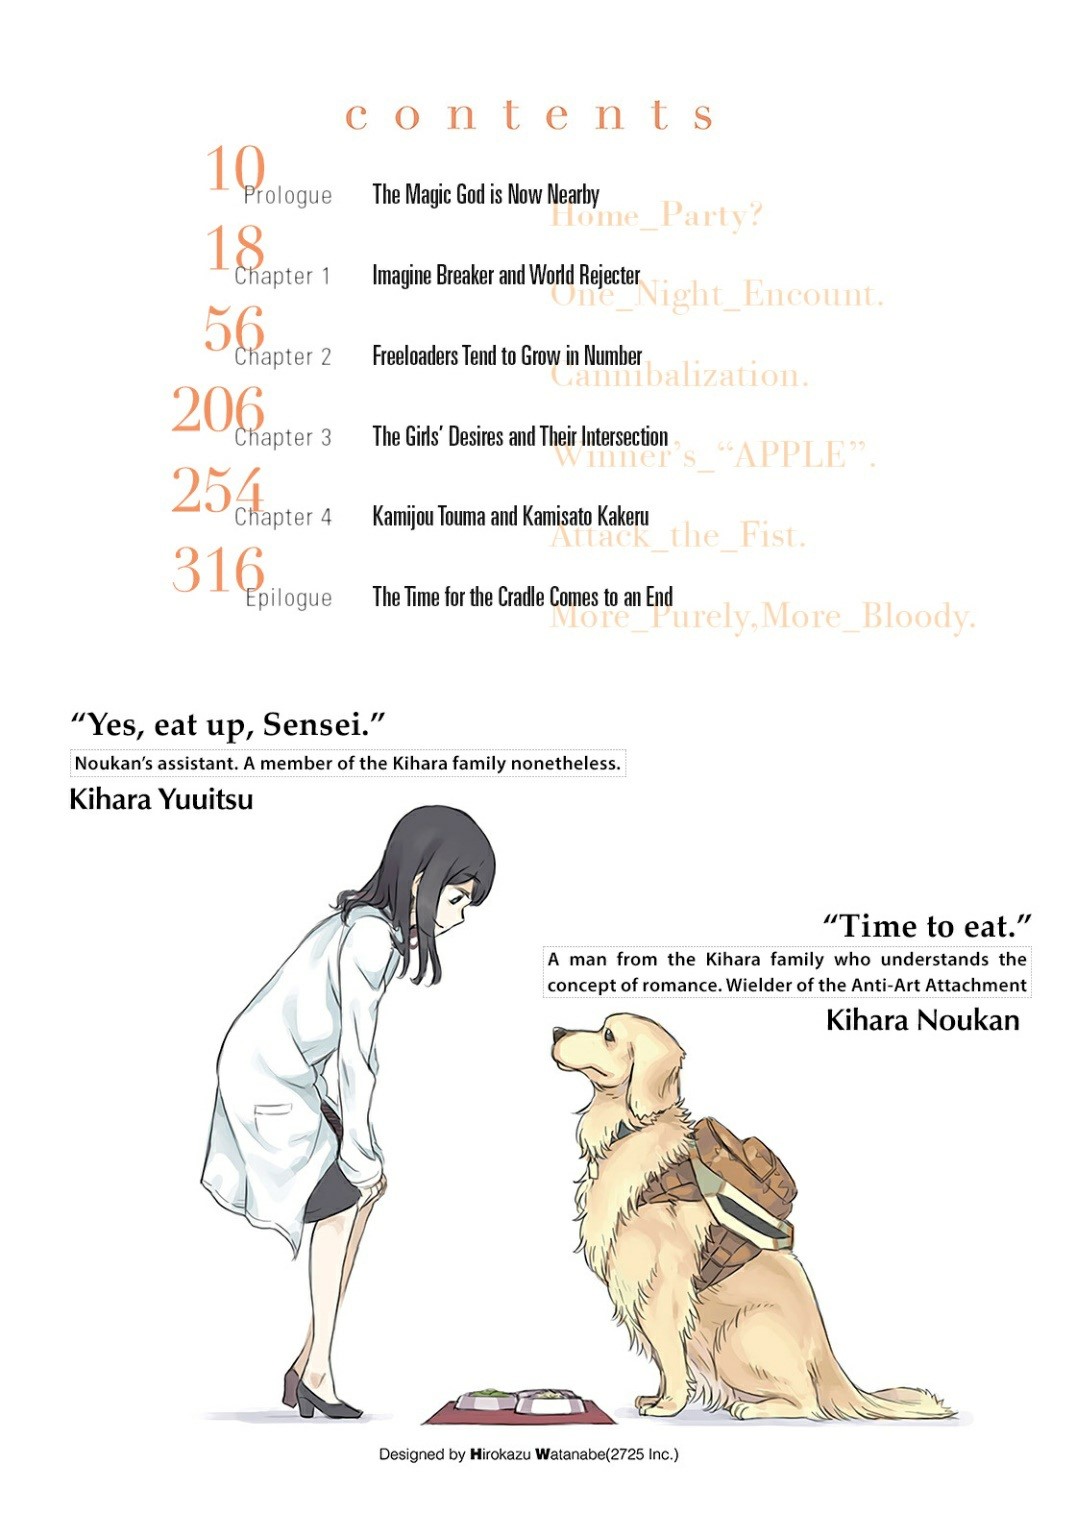 contents
10
Prologue The Magic God is Now Nearby
Home_Party?
18
Chapter 1 Imagine Breaker and World Rejecter
One_Night_Encount.
56
Chapter 2 Freeloaders Tend to Grow in Number
Cannibalization.
206
Chapter 3 The Girls’ Desires and Their Intersection
Winner’s_“APPLE”.
254
Chapter 4 Kamijou Touma and Kamisato Kakeru
Attack_the_Fist.
316
Epilogue The Time for the Cradle Comes to an End
More_Purely,More_Bloody.
“Yes, eat up, Sensei.”
Noukan’s assistant. A member of the Kihara family nonetheless.
Kihara Yuuitsu
“Time to eat.”
A man from the Kihara family who understands the
concept of romance. Wielder of the Anti-Art Attachment
Kihara Noukan
Designed by Hirokazu Watanabe(2725 Inc.)